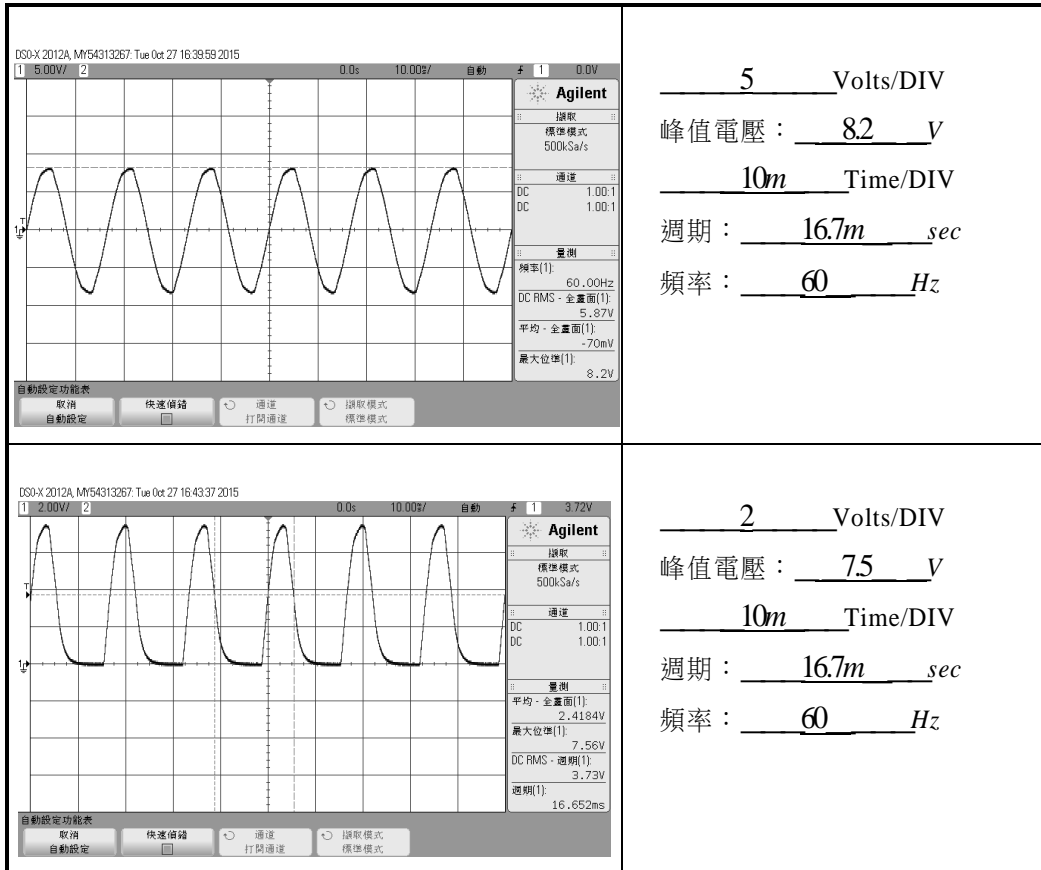 DSO-X 2012A, MY54313267: Tue Oct 27 16:39:59 2015
1 5.00V/ 2 0.0s 10.00%/ 自動 1 0.0V
Agilent
擷取
標準模式
500kSa/s
通道
DC 1.00:1
DC 1.00:1
量測
頻率(1):
60.00Hz
DC RMS - 全畫面(1):
5.87V
平均 - 全畫面(1):
-70mV
最大位準(1):
8.2V
T
1
自動設定功能表
取消
自動設定
快速偵錯
通道
打開通道
擷取模式
標準模式
5 Volts/DIV
峰值電壓：8.2 V
10m Time/DIV
週期：16.7m sec
頻率：60 Hz
DSO-X 2012A, MY54313267: Tue Oct 27 16:43:37 2015
1 2.00V/ 2 0.0s 10.00%/ 自動 1 3.72V
Agilent
擷取
標準模式
500kSa/s
通道
DC 1.00:1
DC 1.00:1
量測
平均 - 全畫面(1):
2.4184V
最大位準(1):
7.56V
DC RMS - 週期(1):
3.73V
週期(1):
16.652ms
T
1
自動設定功能表
取消
自動設定
快速偵錯
通道
打開通道
擷取模式
標準模式
2 Volts/DIV
峰值電壓：7.5 V
10m Time/DIV
週期：16.7m sec
頻率：60 Hz